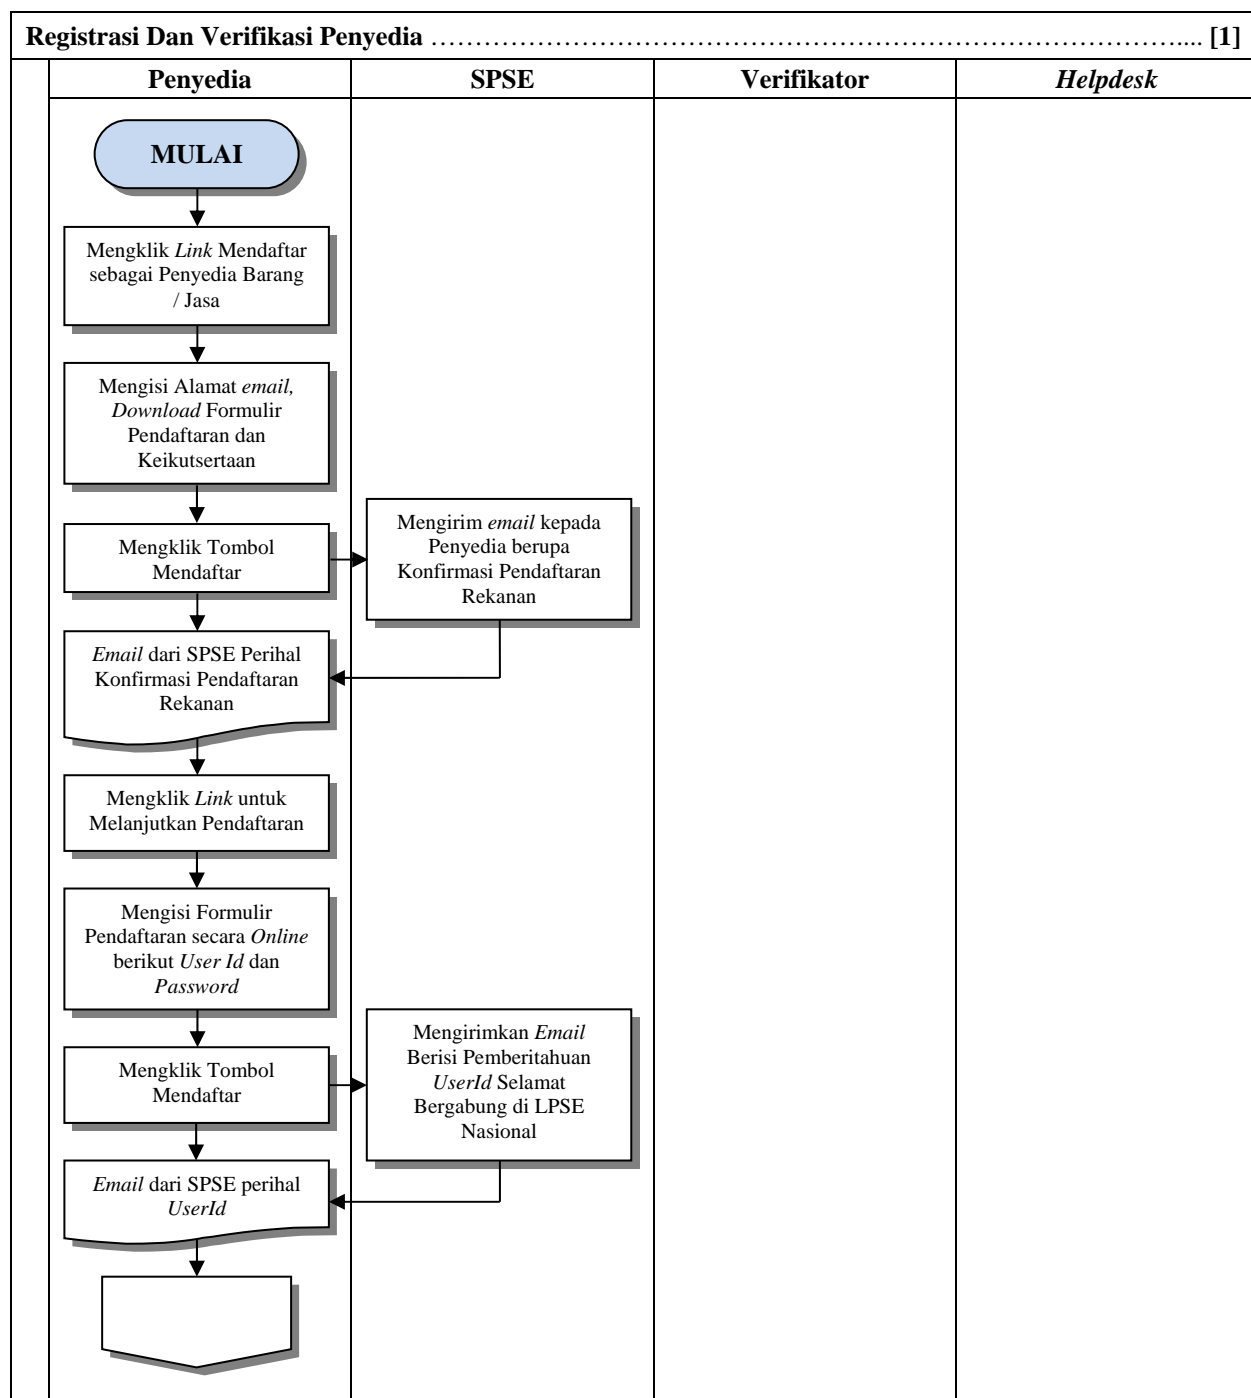 Registrasi Dan Verifikasi Penyedia ……………………………………………………………………………….... [1]
Penyedia SPSE Verifikator Helpdesk
MULAI
Mengklik Link Mendaftar
sebagai Penyedia Barang
/ Jasa
Mengisi Alamat email,
Download Formulir
Pendaftaran dan
Keikutsertaan
Mengklik Tombol
Mendaftar
Mengirim email kepada
Penyedia berupa
Konfirmasi Pendaftaran
Rekanan
Email dari SPSE Perihal
Konfirmasi Pendaftaran
Rekanan
Mengklik Link untuk
Melanjutkan Pendaftaran
Mengisi Formulir
Pendaftaran secara Online
berikut User Id dan
Password
Mengklik Tombol
Mendaftar
Mengirimkan Email
Berisi Pemberitahuan
UserId Selamat
Bergabung di LPSE
Nasional
Email dari SPSE perihal
UserId